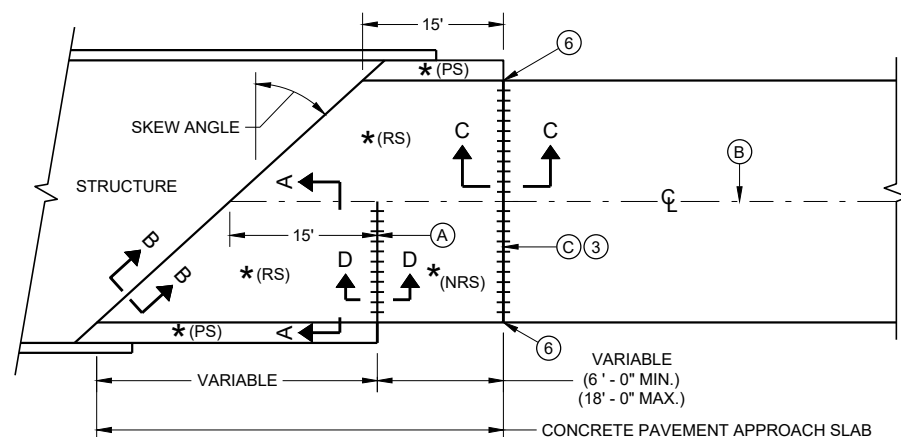 15'
6
*(PS)
SKEW ANGLE
*(RS)
C C
B
STRUCTURE
A
CL
15'
A
B
B
*(RS)
D D
*(NRS)
C 3
*(PS)
A
6
VARIABLE
VARIABLE
(6 ' - 0" MIN.)
(18' - 0" MAX.)
CONCRETE PAVEMENT APPROACH SLAB